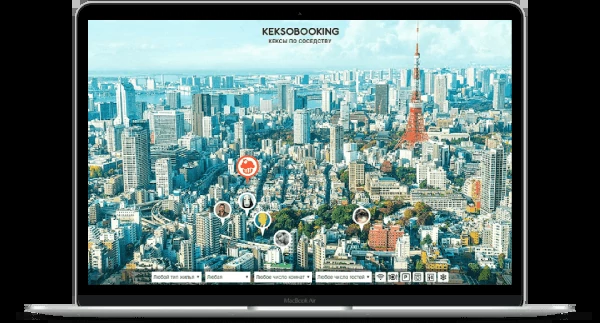 KEKSOBOOKING
КЕКСЫ ПО СОСЕДСТВУ
Любой тип жилья Любая Любое число комнат Любое число гостей
MacBook Air